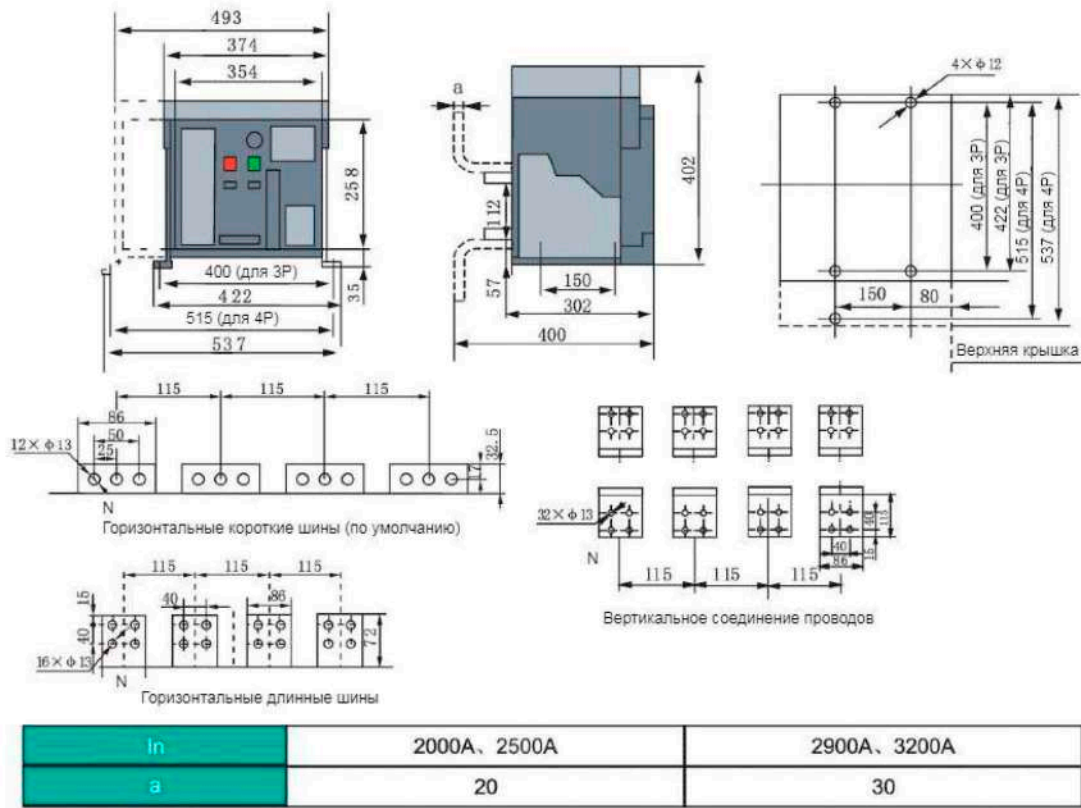 493
374
354
258
35
400 (для 3P)
422
515 (для 4P)
537
a
112
57
150
302
400
402
4×ϕ12
400 (для 3P)
422 (для 3P)
515 (для 4P)
537 (для 4P)
150
80
Верхняя крышка
115
115
115
86
50
25
12×ϕ13
32.5
17
N
Горизонтальные короткие шины (по умолчанию)
115
115
115
15
40
40
86
72
16×ϕ13
N
Горизонтальные длинные шины
32×ϕ13
N
40
115
15
40
86
115
115
115
Вертикальное соединение проводов
In 2000A、2500A 2900A、3200A
a 20 30